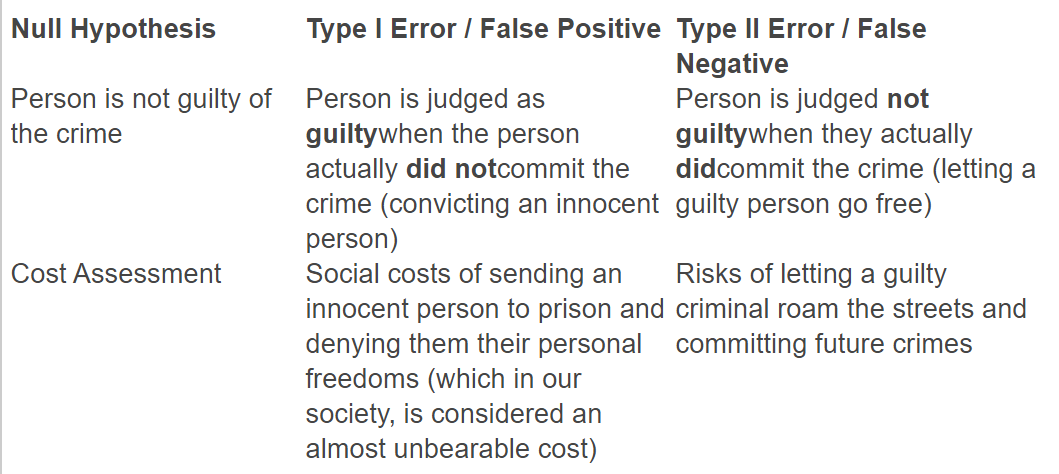 Null Hypothesis
Type I Error / False Positive
Type II Error / False
Negative
Person is not guilty of
the crime
Person is judged as
guiltywhen the person
actually did notcommit the
crime (convicting an innocent
person)
Person is judged not
guiltywhen they actually
didcommit the crime (letting a
guilty person go free)
Cost Assessment
Social costs of sending an
innocent person to prison and
denying them their personal
freedoms (which in our
society, is considered an
almost unbearable cost)
Risks of letting a guilty
criminal roam the streets and
committing future crimes